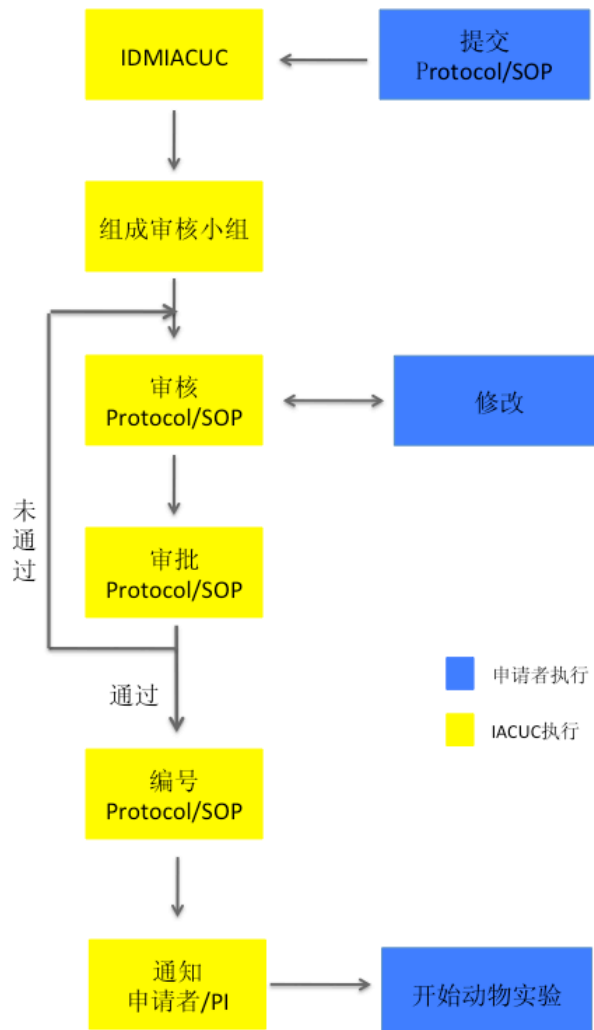 IDMIACUC
提交
Protocol/SOP
组成审核小组
审核
Protocol/SOP
修改
未
通
过
审批
Protocol/SOP
通过
申请者执行
IACUC执行
编号
Protocol/SOP
通知
申请者/PI
开始动物实验